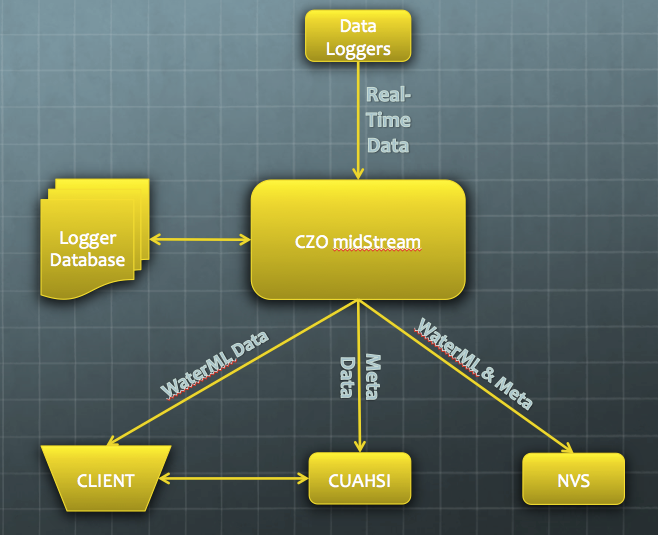 Data
Loggers
Real-
Time
Data
Logger
Database
CZO midStream
WaterML Data
Meta
Data
WaterML & Meta
CLIENT
CUAHSI
NVS